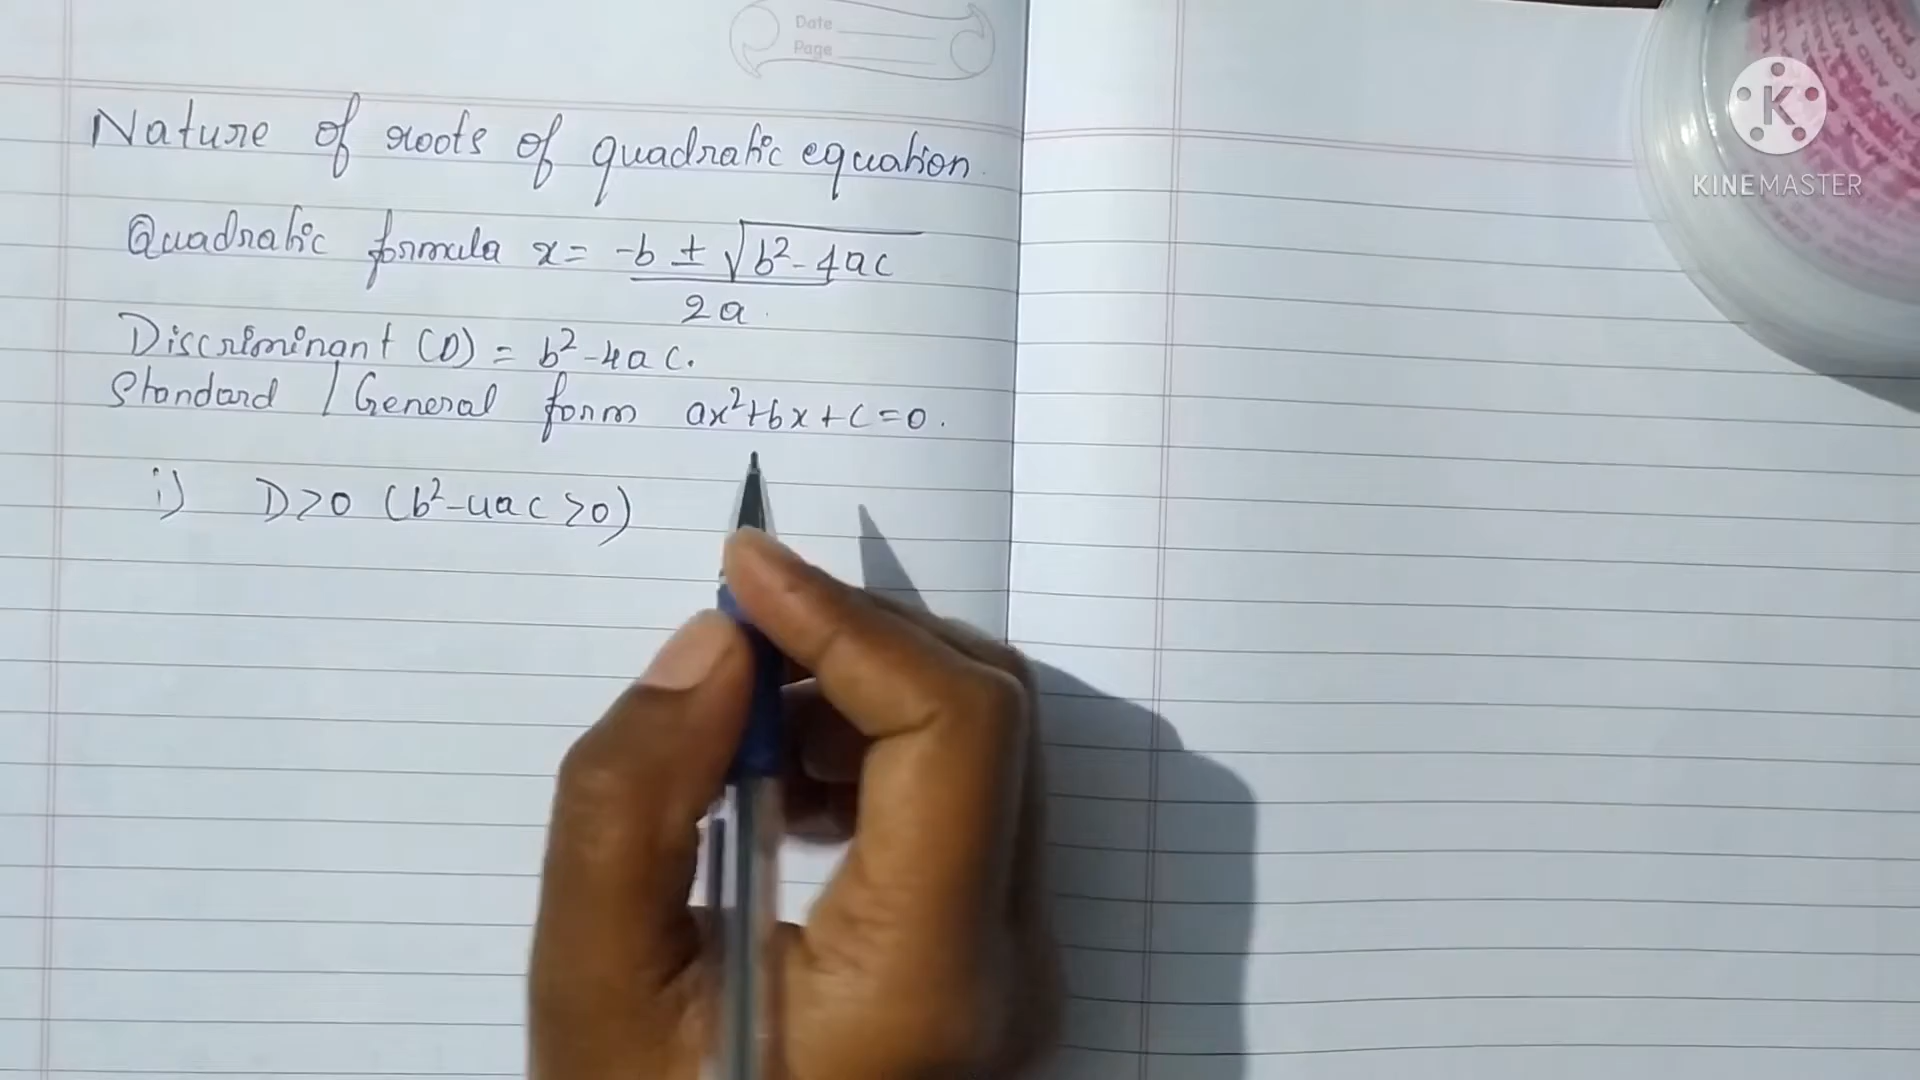 Date
Page
Nature of roots of quadratic equation.
Quadratic formula x = -b ± √b² - 4ac
2a
Discriminant (D) = b² - 4ac.
Standard / General form ax² + bx + c = 0.
i) D > 0 (b² - 4ac > 0)
K
KINEMASTER